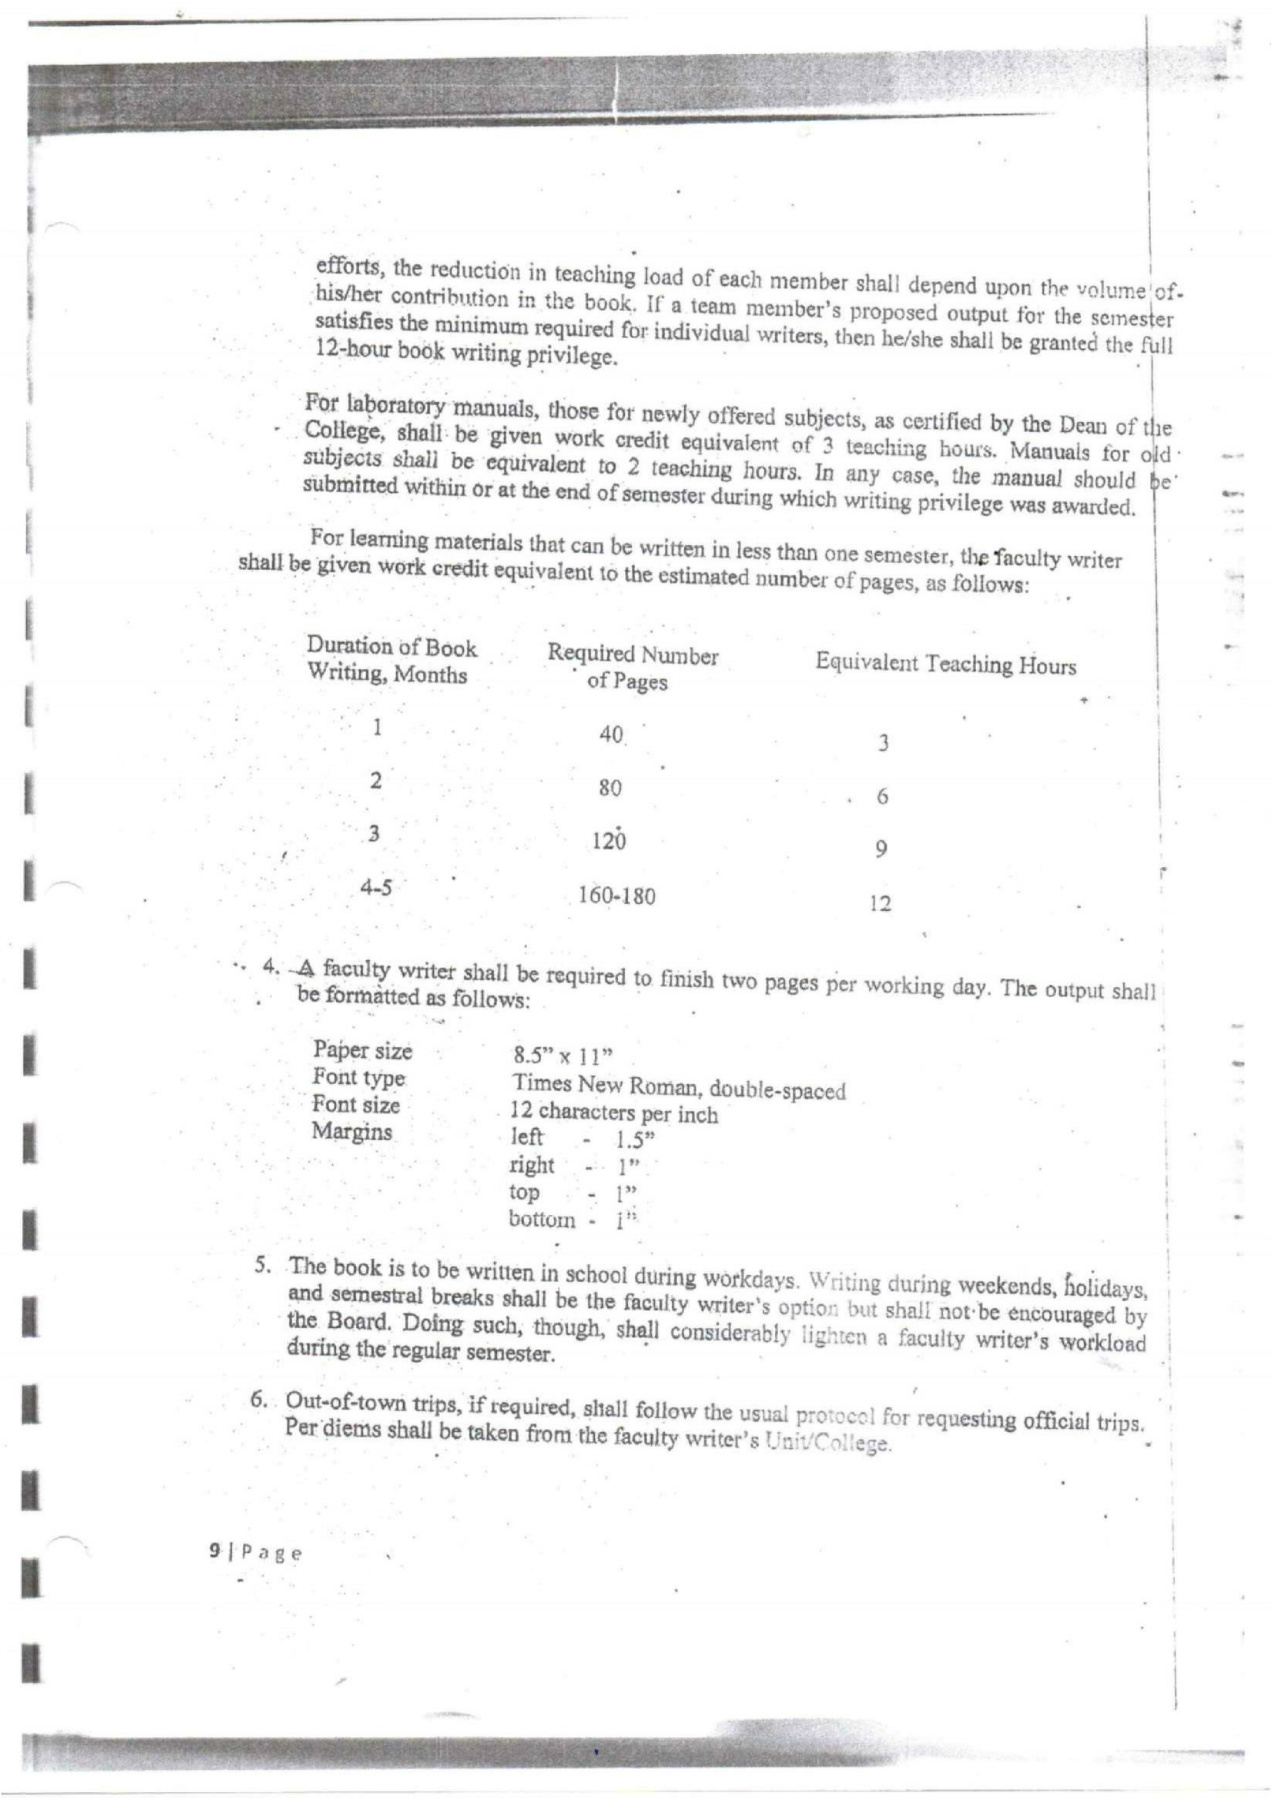 efforts, the reduction in teaching load of each member shall depend upon the volume of
his/her contribution in the book. If a team member's proposed output for the semester
satisfies the minimum required for individual writers, then he/she shall be granted the full
12-hour book writing privilege.
For laboratory manuals, those for newly offered subjects, as certified by the Dean of the
College, shall be given work credit equivalent of 3 teaching hours. Manuals for old
subjects shall be equivalent to 2 teaching hours. In any case, the manual should be
submitted within or at the end of semester during which writing privilege was awarded.
For learning materials that can be written in less than one semester, the faculty writer
shall be given work credit equivalent to the estimated number of pages, as follows:
Duration of Book Required Number Equivalent Teaching Hours
Writing, Months of Pages
1 40 3
2 80 6
3 120 9
4-5 160-180 12
4. A faculty writer shall be required to finish two pages per working day. The output shall
be formatted as follows:
Paper size 8.5" x 11"
Font type Times New Roman, double-spaced
Font size 12 characters per inch
Margins left - 1.5"
right - 1"
top - 1"
bottom - 1"
5. The book is to be written in school during workdays. Writing during weekends, holidays,
and semestral breaks shall be the faculty writer's option but shall not be encouraged by
the Board. Doing such, though, shall considerably lighten a faculty writer's workload
during the regular semester.
6. Out-of-town trips, if required, shall follow the usual protocol for requesting official trips.
Per diems shall be taken from the faculty writer's Unit/College.
9 | Page